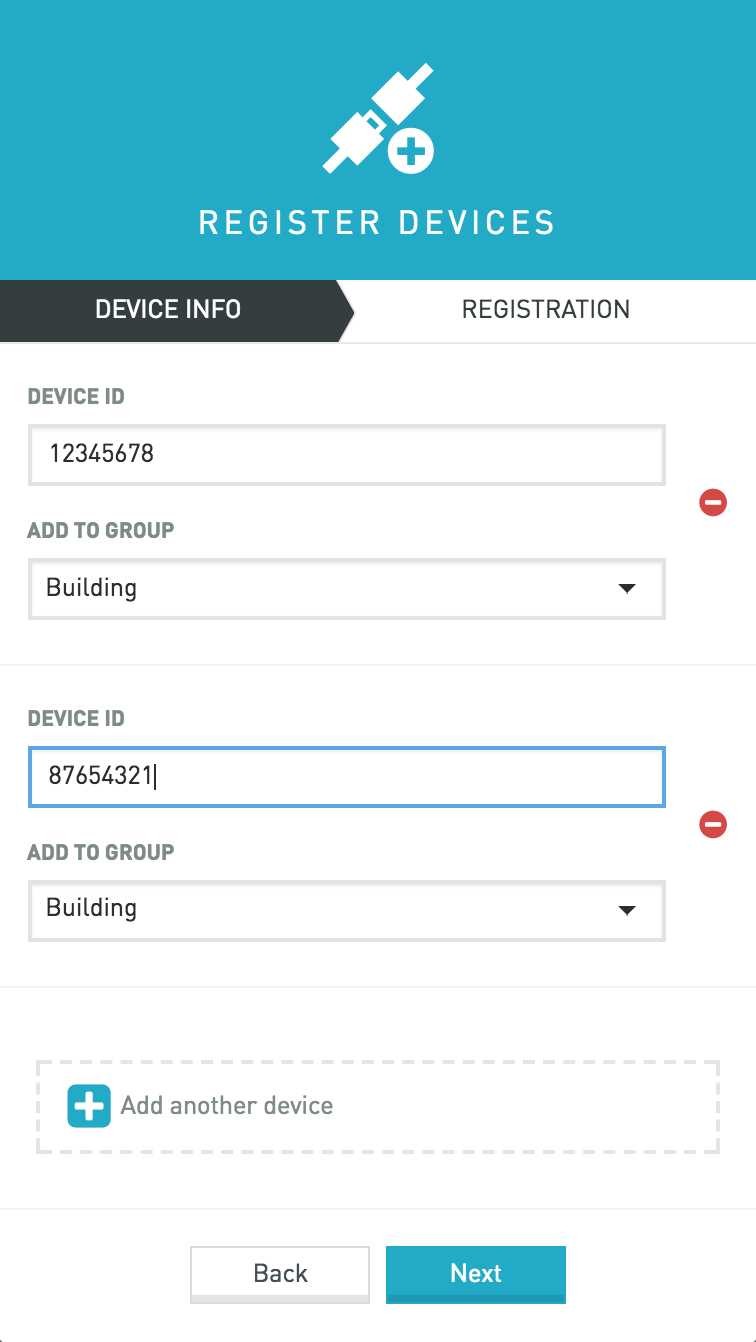 REGISTER DEVICES
DEVICE INFO
REGISTRATION
DEVICE ID
12345678
ADD TO GROUP
Building
DEVICE ID
87654321
ADD TO GROUP
Building
Add another device
Back
Next